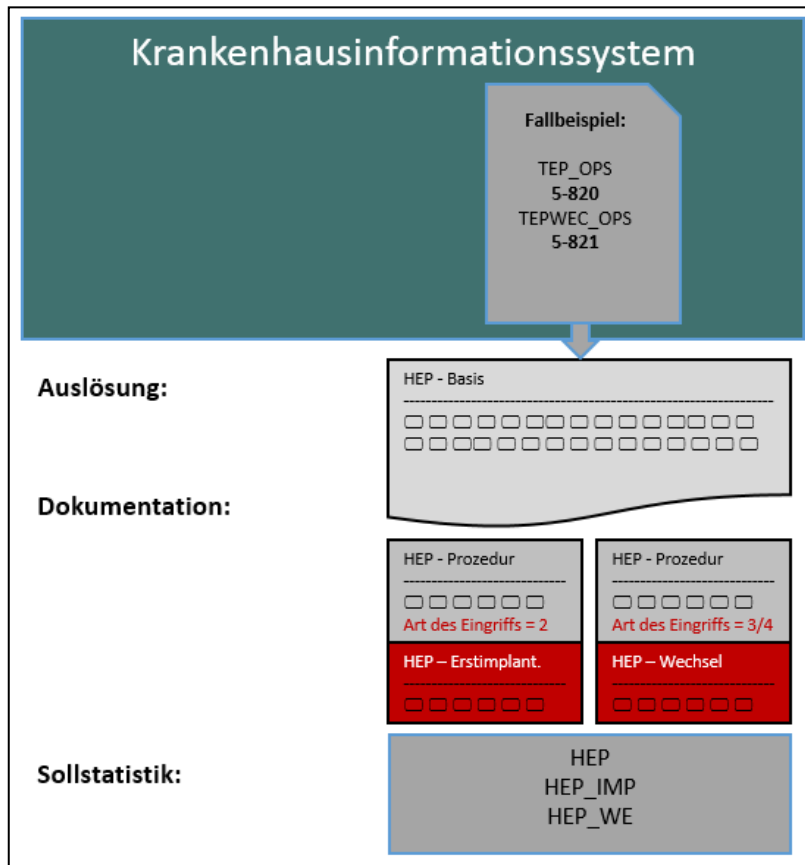 Krankenhausinformationssystem
Fallbeispiel:
TEP_OPS
5-820
TEPWEC_OPS
5-821
Auslösung:
HEP - Basis
Dokumentation:
HEP - Prozedur
Art des Eingriffs = 2
HEP – Erstimplant.
HEP - Prozedur
Art des Eingriffs = 3/4
HEP – Wechsel
Sollstatistik:
HEP
HEP_IMP
HEP_WE